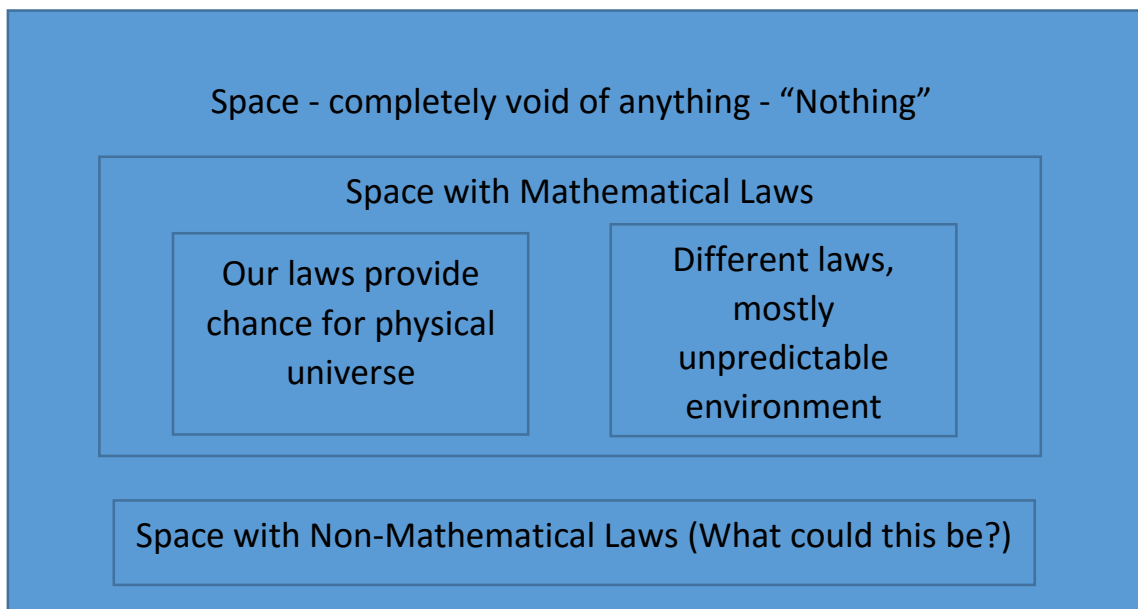 Space - completely void of anything - “Nothing”
Space with Mathematical Laws
Our laws provide
chance for physical
universe
Different laws,
mostly
unpredictable
environment
Space with Non-Mathematical Laws (What could this be?)